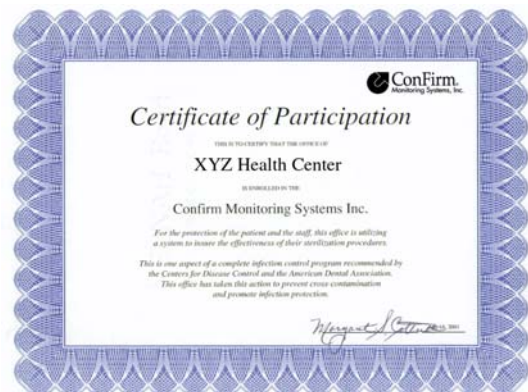 ConFirm.
Monitoring Systems, Inc.
Certificate of Participation
THIS IS TO CERTIFY THAT THE OFFICE OF
XYZ Health Center
IS ENROLLED IN THE
Confirm Monitoring Systems Inc.
For the protection of the patient and the staff, this office is utilizing
a system to insure the effectiveness of their sterilization procedures.
This is one aspect of a complete infection control program recommended by
the Centers for Disease Control and the American Dental Association.
This office has taken this action to prevent cross-contamination
and promote infection protection.
Margaret S. 2001